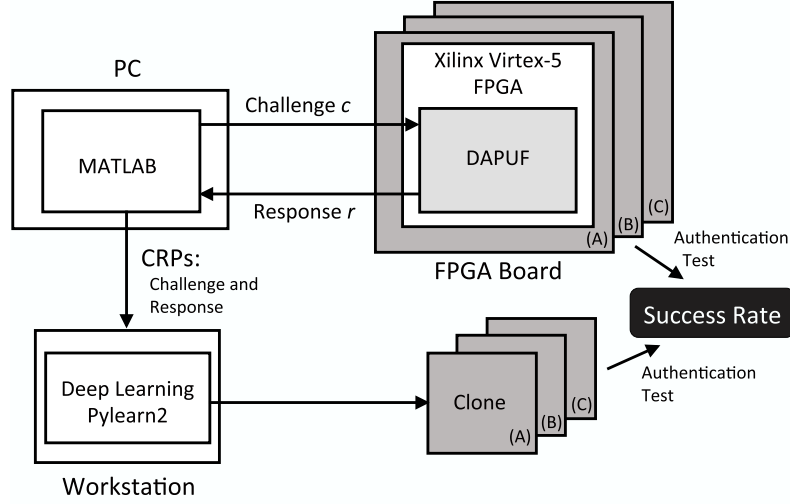 PC
MATLAB
Challenge c
Response r
Xilinx Virtex-5
FPGA
DAPUF
(A)
(B)
(C)
FPGA Board
CRPs:
Challenge and
Response
Authentication
Test
Success Rate
Authentication
Test
Deep Learning
Pylearn2
Workstation
Clone
(A)
(B)
(C)